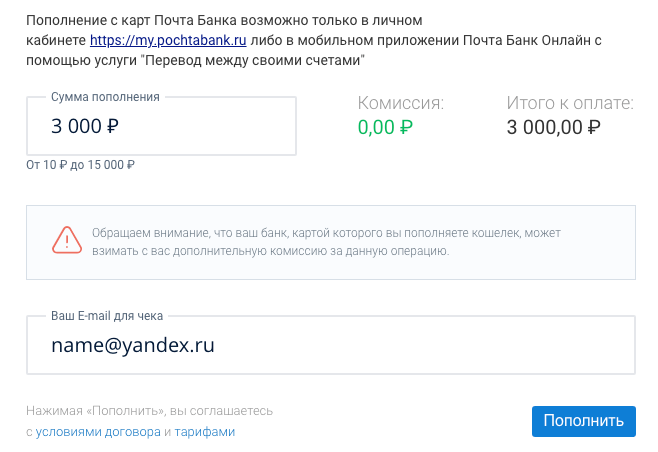 Пополнение с карт Почта Банка возможно только в личном
кабинете https://my.pochtabank.ru либо в мобильном приложении Почта Банк Онлайн с
помощью услуги "Перевод между своими счетами"
Сумма пополнения
3 000 ₽
От 10 ₽ до 15 000 ₽
Комиссия:
0,00 ₽
Итого к оплате:
3 000,00 ₽
Обращаем внимание, что ваш банк, картой которого вы пополняете кошелек, может
взимать с вас дополнительную комиссию за данную операцию.
Ваш E-mail для чека
name@yandex.ru
Нажимая «Пополнить», вы соглашаетесь
с условиями договора и тарифами
Пополнить